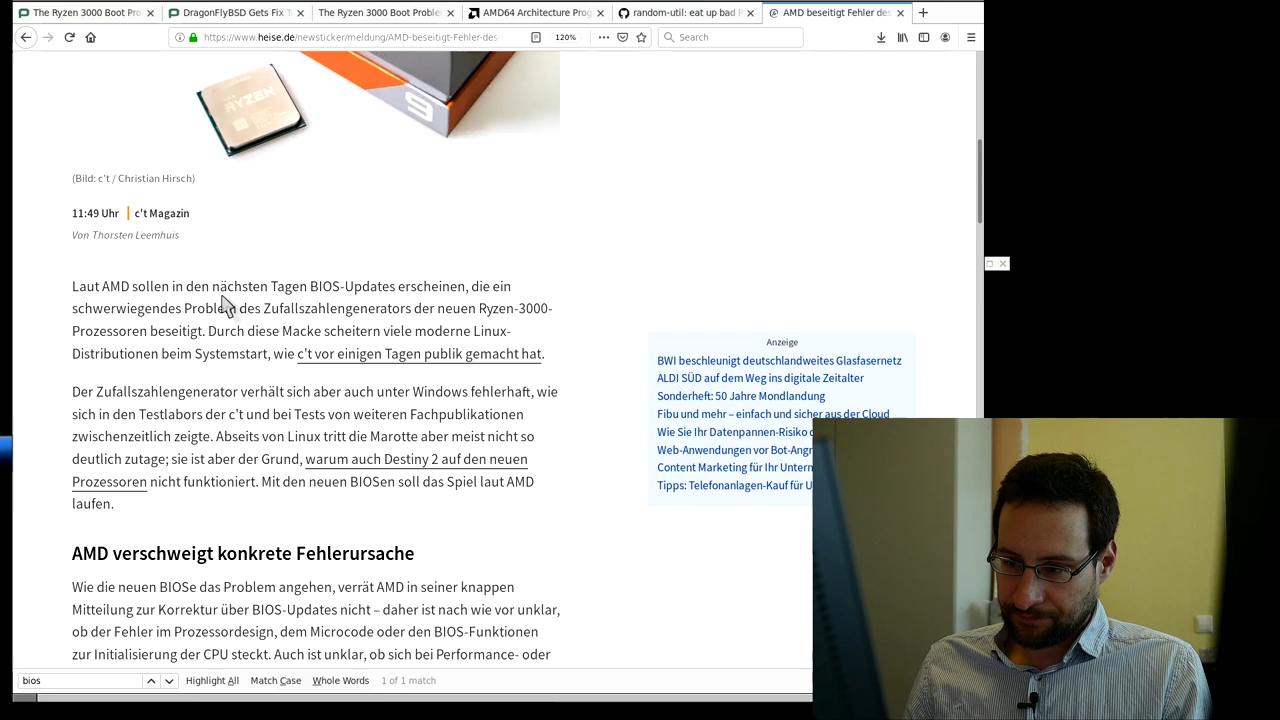 The Ryzen 3000 Boot Pro
DragonFlyBSD Gets Fix T
The Ryzen 3000 Boot Proble
AMD64 Architecture Prog
random-util: eat up bad R
AMD beseitigt Fehler des
https://www.heise.de/newsticker/meldung/AMD-beseitigt-Fehler-des-
120%
Search
RYZEN
9
(Bild: c't / Christian Hirsch)
11:49 Uhr
c't Magazin
Von Thorsten Leemhuis
Laut AMD sollen in den nächsten Tagen BIOS-Updates erscheinen, die ein
schwerwiegendes Problem des Zufallszahlengenerators der neuen Ryzen-3000-
Prozessoren beseitigt. Durch diese Macke scheitern viele moderne Linux-
Distributionen beim Systemstart, wie c't vor einigen Tagen publik gemacht hat.
Der Zufallszahlengenerator verhält sich aber auch unter Windows fehlerhaft, wie
sich in den Testlabors der c't und bei Tests von weiteren Fachpublikationen
zwischenzeitlich zeigte. Abseits von Linux tritt die Marotte aber meist nicht so
deutlich zutage; sie ist aber der Grund, warum auch Destiny 2 auf den neuen
Prozessoren nicht funktioniert. Mit den neuen BIOSen soll das Spiel laut AMD
laufen.
AMD verschweigt konkrete Fehlerursache
Wie die neuen BIOSe das Problem angehen, verrät AMD in seiner knappen
Mitteilung zur Korrektur über BIOS-Updates nicht – daher ist nach wie vor unklar,
ob der Fehler im Prozessordesign, dem Microcode oder den BIOS-Funktionen
zur Initialisierung der CPU steckt. Auch ist unklar, ob sich bei Performance- oder
Anzeige
BWI beschleunigt deutschlandweites Glasfasernetz
ALDI SÜD auf dem Weg ins digitale Zeitalter
Sonderheft: 50 Jahre Mondlandung
Fibu und mehr – einfach und sicher aus der Cloud
Wie Sie Ihr Datenpannen-Risiko
Web-Anwendungen vor Bot-Angr
Content Marketing für Ihr Untern
Tipps: Telefonanlagen-Kauf für U
bios
Highlight All
Match Case
Whole Words
1 of 1 match